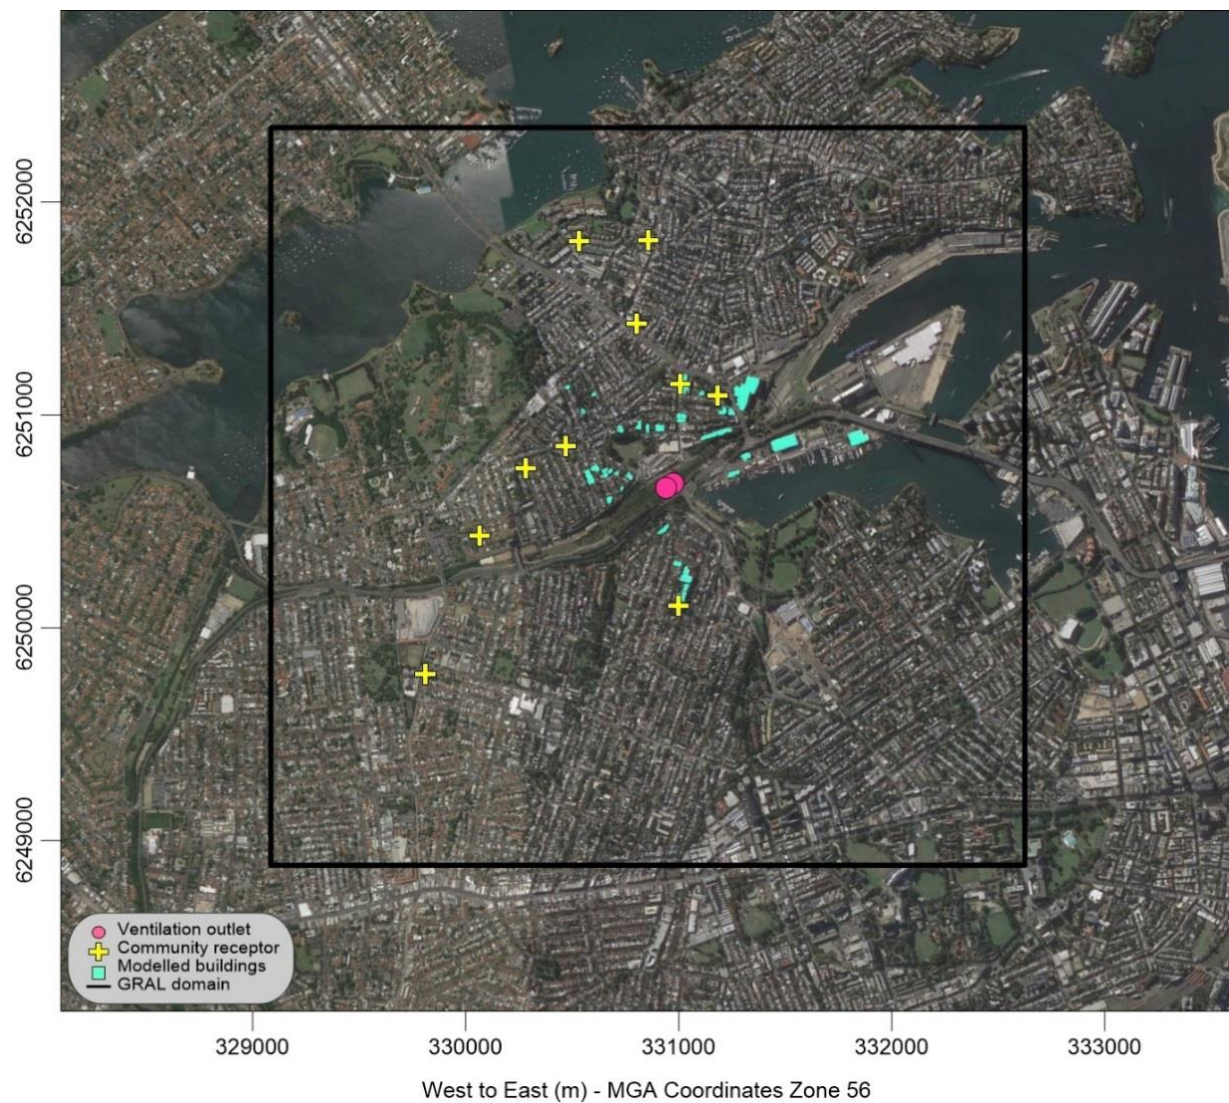 6252000
6251000
6250000
6249000
Ventilation outlet
Community receptor
Modelled buildings
GRAL domain
329000 330000 331000 332000 333000
West to East (m) - MGA Coordinates Zone 56